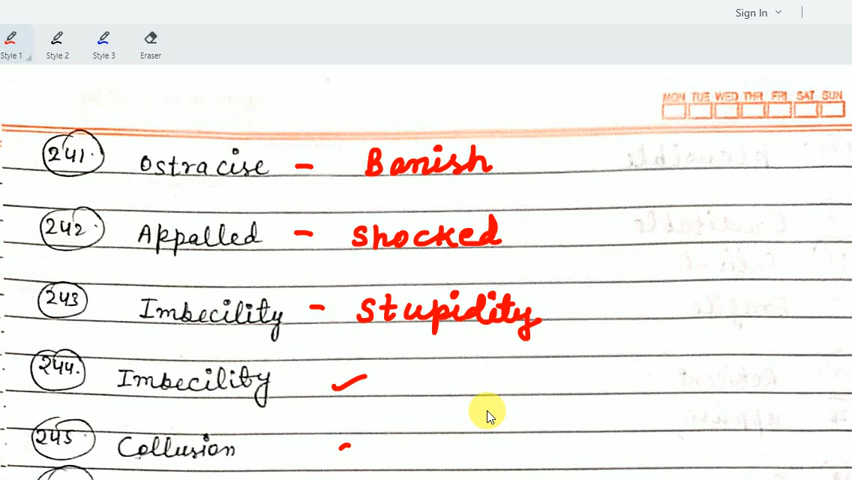 Sign In
Style 1 Style 2 Style 3 Eraser
MON TUE WED THR FRI SAT SUN
241. Ostracise - Banish
242. Appalled - Shocked
243 Imbecility - Stupidity
244. Imbecility ✓
245. Collusion -